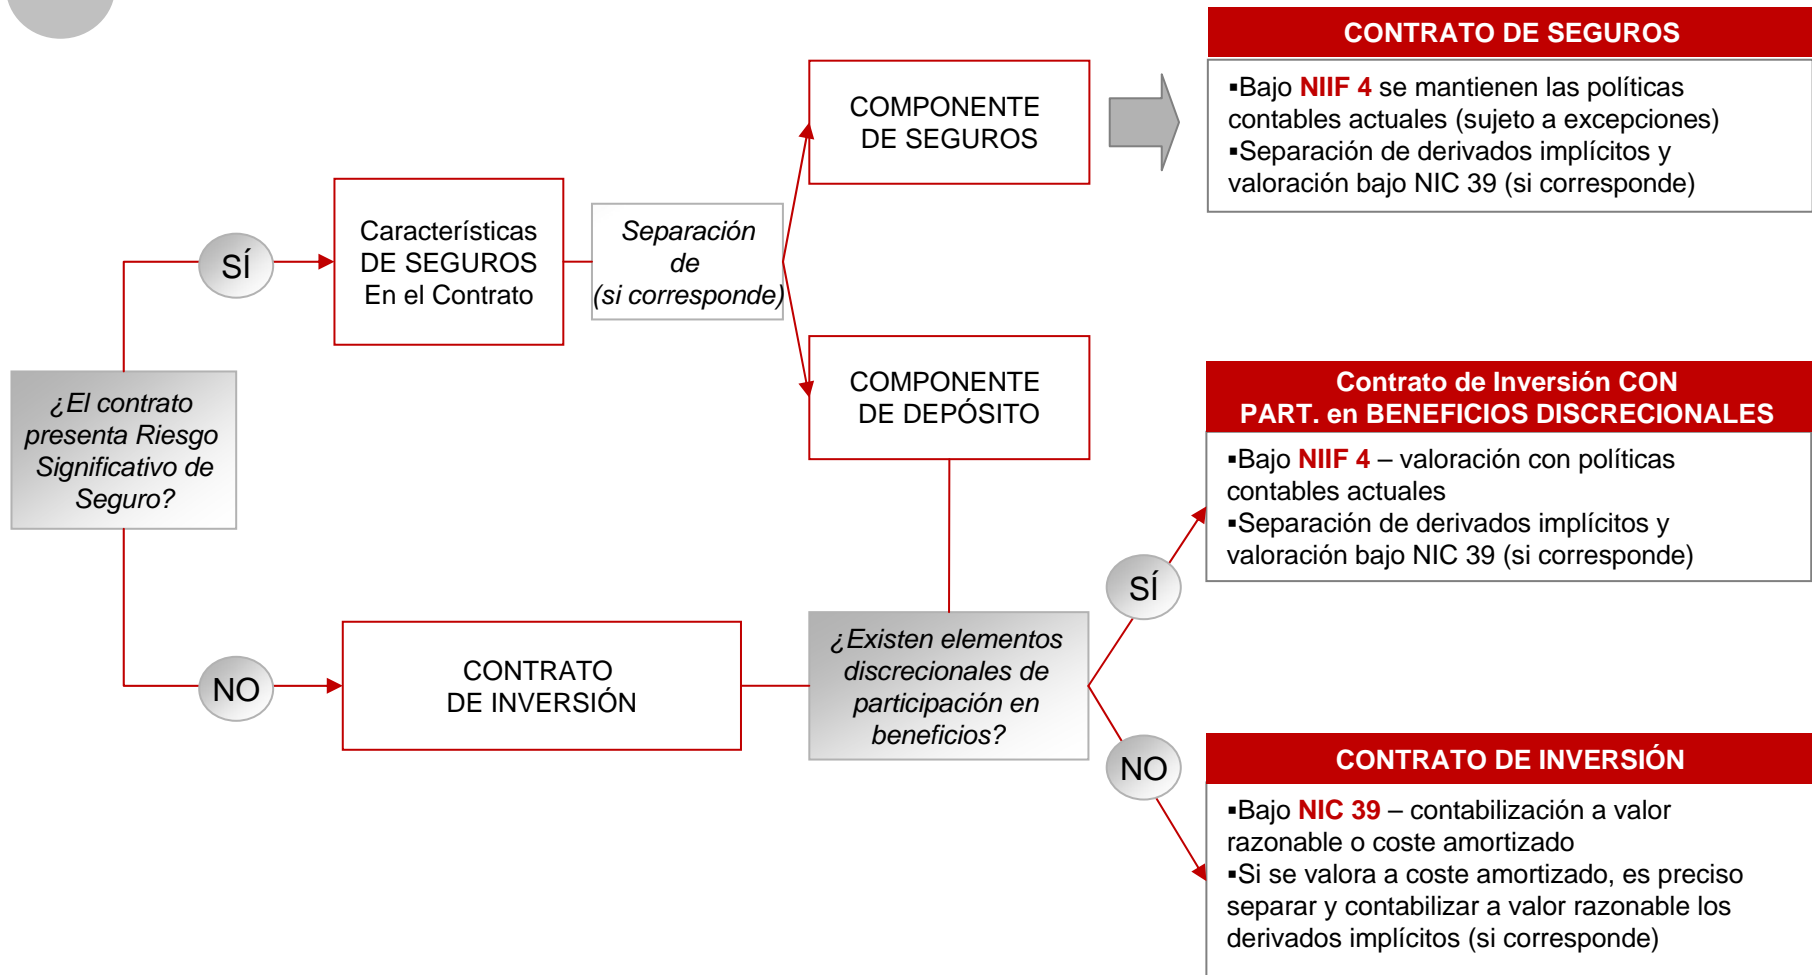 CONTRATO DE SEGUROS
▪Bajo NIIF 4 se mantienen las políticas
contables actuales (sujeto a excepciones)
▪Separación de derivados implícitos y
valoración bajo NIC 39 (si corresponde)
COMPONENTE
DE SEGUROS
SÍ
Características
DE SEGUROS
En el Contrato
Separación
de
(si corresponde)
COMPONENTE
DE DEPÓSITO
¿El contrato
presenta Riesgo
Significativo de
Seguro?
Contrato de Inversión CON
PART. en BENEFICIOS DISCRECIONALES
▪Bajo NIIF 4 – valoración con políticas
contables actuales
▪Separación de derivados implícitos y
valoración bajo NIC 39 (si corresponde)
SÍ
NO
CONTRATO
DE INVERSIÓN
¿Existen elementos
discrecionales de
participación en
beneficios?
NO
CONTRATO DE INVERSIÓN
▪Bajo NIC 39 – contabilización a valor
razonable o coste amortizado
▪Si se valora a coste amortizado, es preciso
separar y contabilizar a valor razonable los
derivados implícitos (si corresponde)